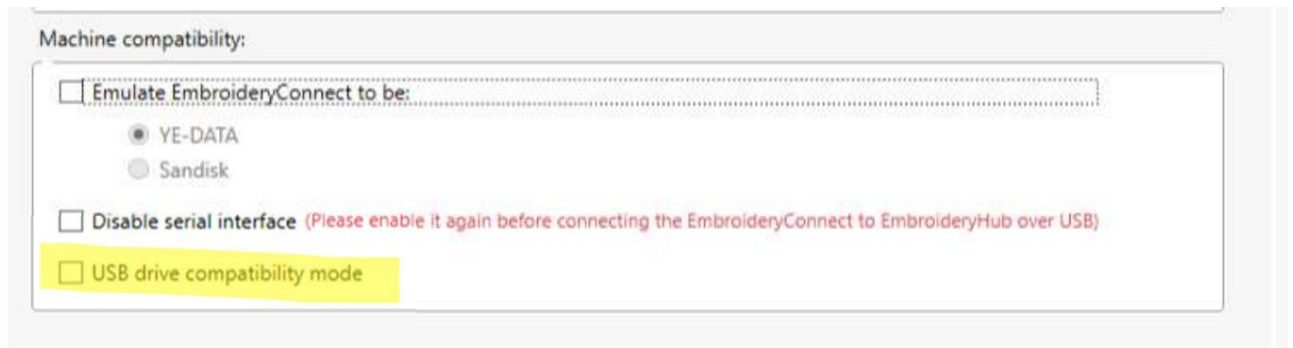 Machine compatibility:
Emulate EmbroideryConnect to be:
YE-DATA
Sandisk
Disable serial interface (Please enable it again before connecting the EmbroideryConnect to EmbroideryHub over USB)
USB drive compatibility mode